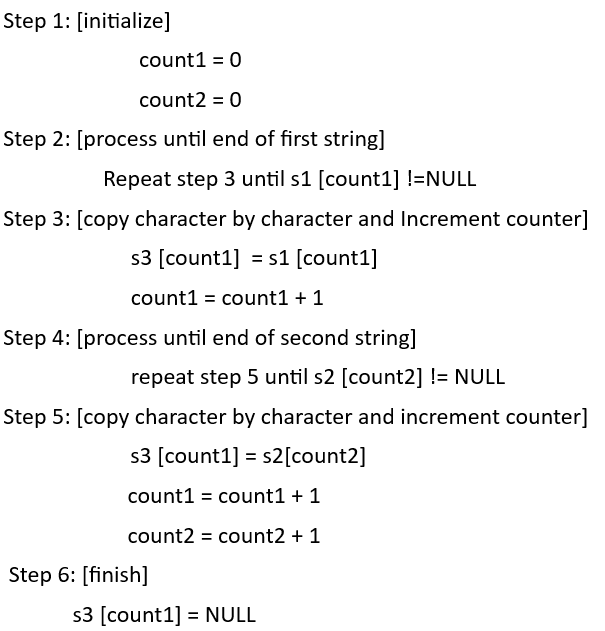 Step 1: [initialize]
count1 = 0
count2 = 0
Step 2: [process until end of first string]
Repeat step 3 until s1 [count1] !=NULL
Step 3: [copy character by character and Increment counter]
s3 [count1]  = s1 [count1]
count1 = count1 + 1
Step 4: [process until end of second string]
repeat step 5 until s2 [count2] != NULL
Step 5: [copy character by character and increment counter]
s3 [count1] = s2[count2]
count1 = count1 + 1
count2 = count2 + 1
Step 6: [finish]
s3 [count1] = NULL